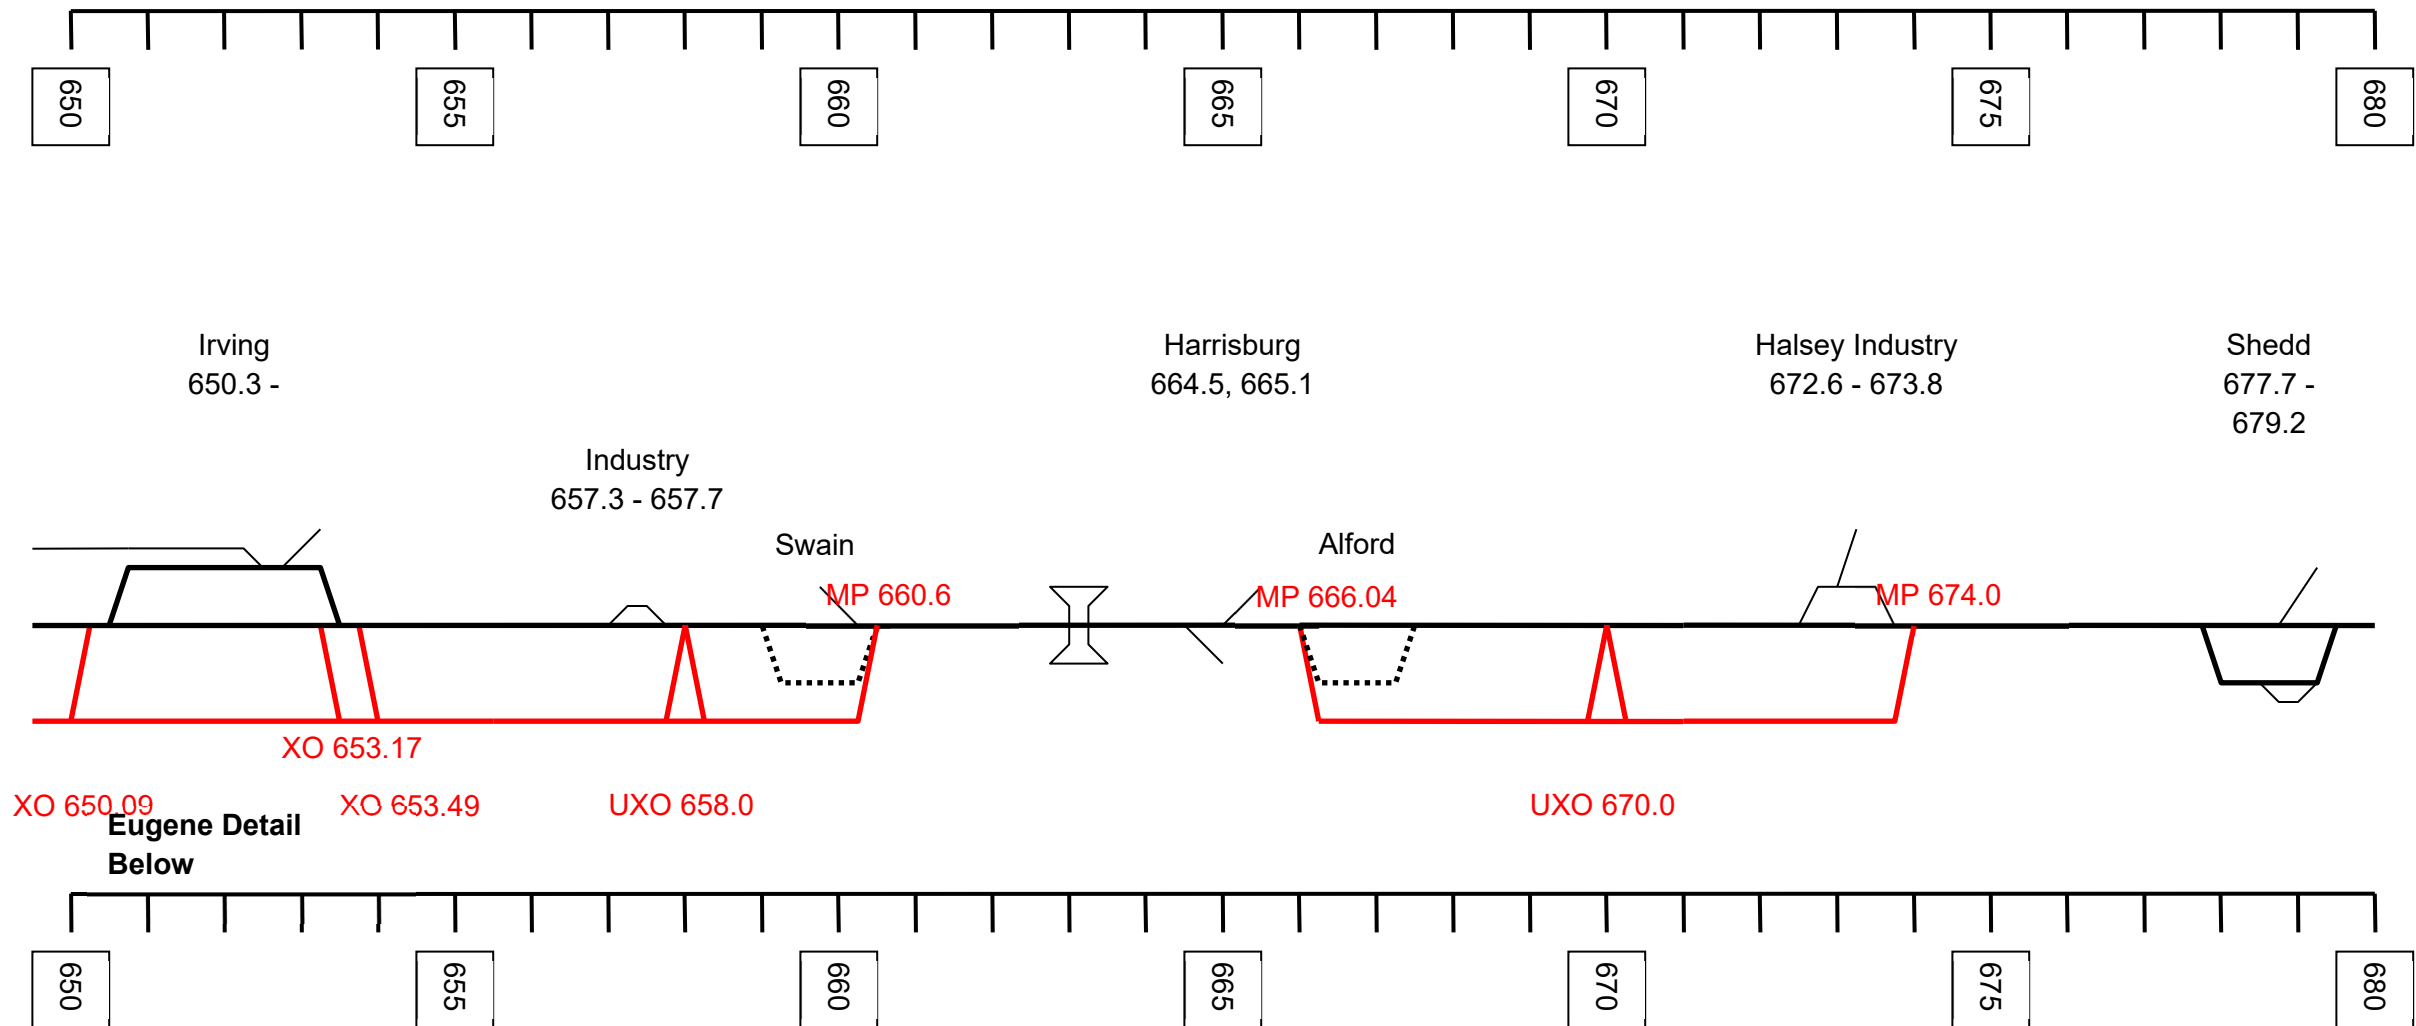 650
655
660
665
670
675
680
Irving
650.3 -
Harrisburg
664.5, 665.1
Halsey Industry
672.6 - 673.8
Shedd
677.7 -
679.2
Industry
657.3 - 657.7
Swain
Alford
MP 660.6
MP 666.04
MP 674.0
XO 653.17
XO 650.09
XO 653.49
UXO 658.0
UXO 670.0
Eugene Detail
Below
650
655
660
665
670
675
680